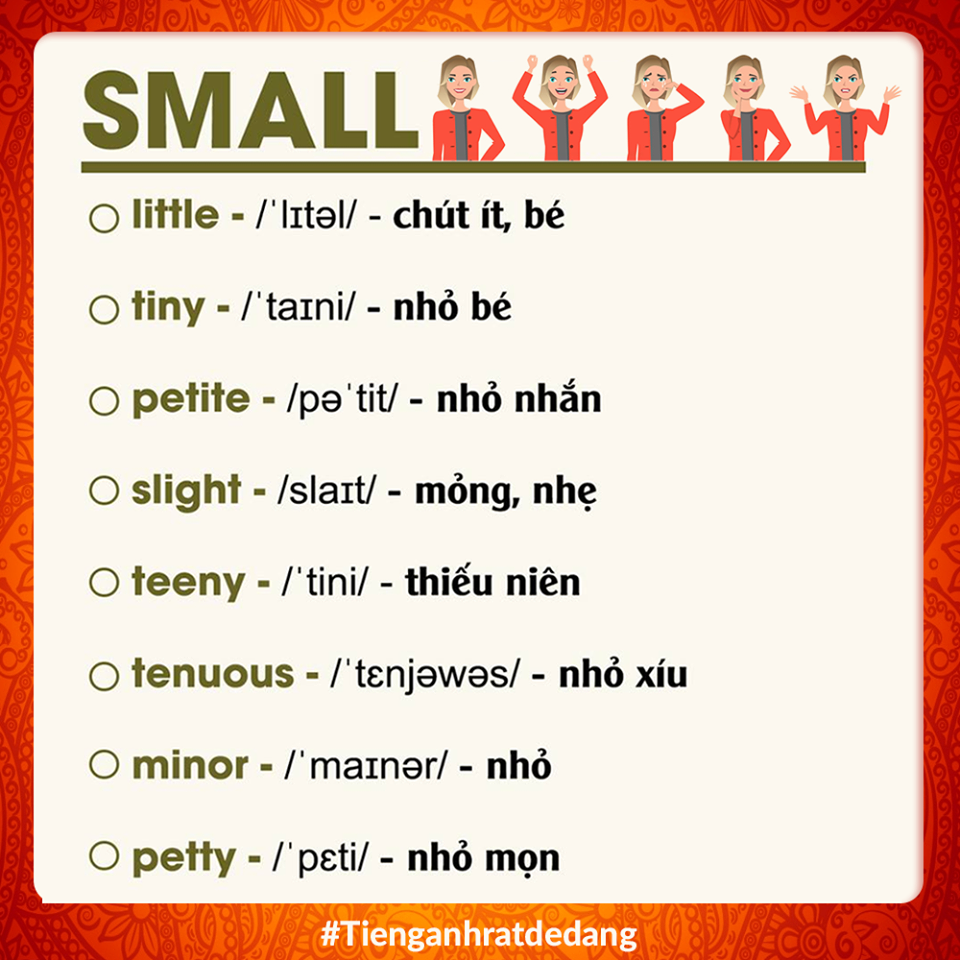 SMALL
little - /ˈlɪtəl/ - chút ít, bé
tiny - /ˈtaɪni/ - nhỏ bé
petite - /pəˈtit/ - nhỏ nhắn
slight - /slaɪt/ - mỏng, nhẹ
teeny - /ˈtini/ - thiếu niên
tenuous - /ˈtɛnjəwəs/ - nhỏ xíu
minor - /ˈmaɪnər/ - nhỏ
petty - /ˈpɛti/ - nhỏ mọn
#Tienganhratdedang